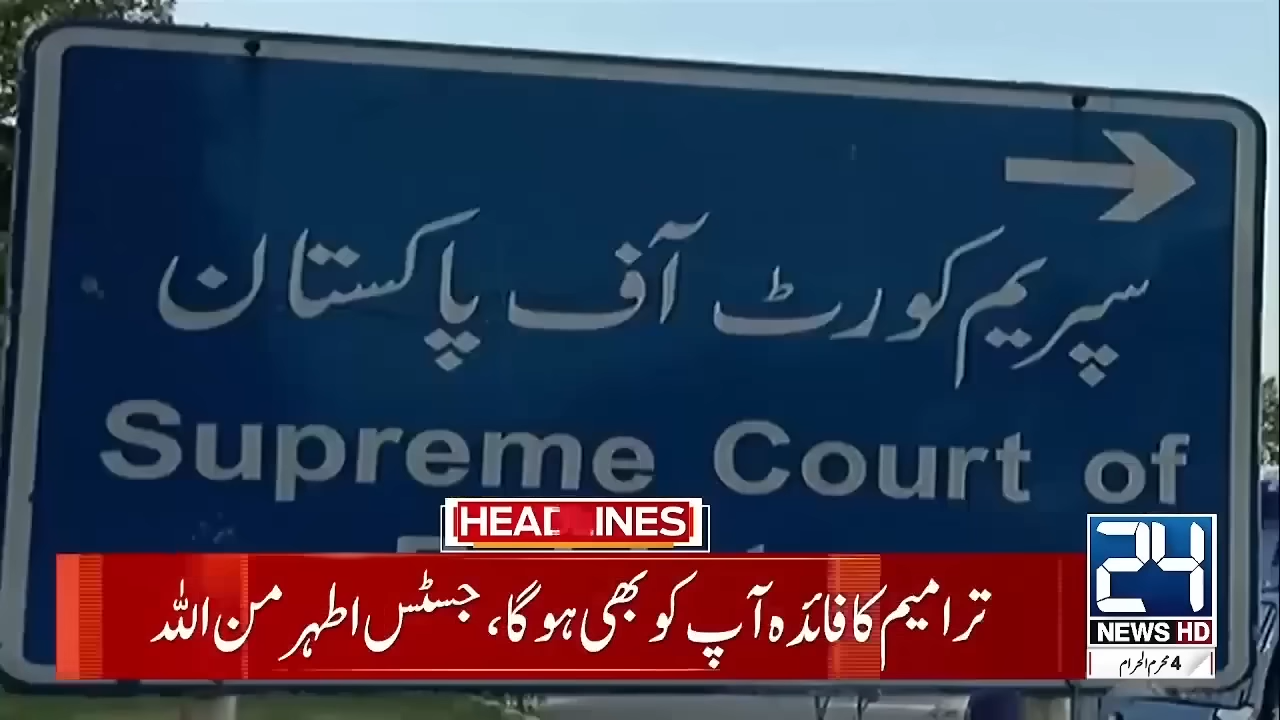 سپریم کورٹ آف پاکستان
Supreme Court of
HEADLINES
ترامیم کا فائدہ آپ کو بھی ہوگا، جسٹس اطہر من اللہ
24
NEWS HD
4 محرم الحرام